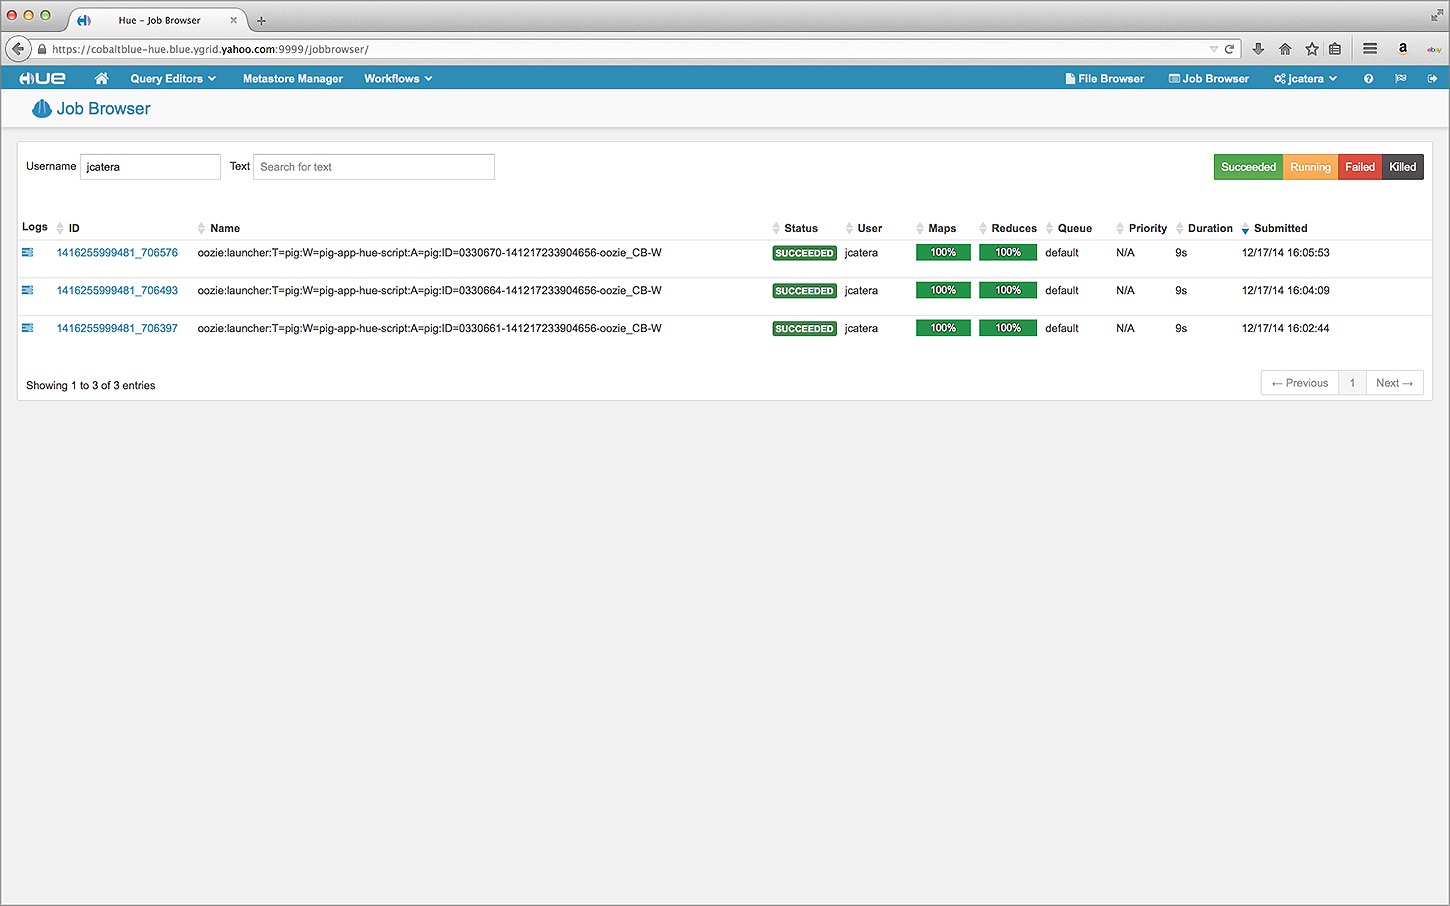 Hue - Job Browser
https://cobaltblue-hue.blue.ygrid.yahoo.com:9999/jobbrowser/
a
ebay
HUE Query Editors Metastore Manager Workflows File Browser Job Browser jcatera
Job Browser
Username jcatera Text Search for text Succeeded Running Failed Killed
Logs ID Name Status User Maps Reduces Queue Priority Duration Submitted
1416255999481_706576 oozie:launcher:T=pig:W=pig-app-hue-script:A=pig:ID=0330670-141217233904656-oozie_CB-W SUCCEEDED jcatera 100% 100% default N/A 9s 12/17/14 16:05:53
1416255999481_706493 oozie:launcher:T=pig:W=pig-app-hue-script:A=pig:ID=0330664-141217233904656-oozie_CB-W SUCCEEDED jcatera 100% 100% default N/A 9s 12/17/14 16:04:09
1416255999481_706397 oozie:launcher:T=pig:W=pig-app-hue-script:A=pig:ID=0330661-141217233904656-oozie_CB-W SUCCEEDED jcatera 100% 100% default N/A 9s 12/17/14 16:02:44
Showing 1 to 3 of 3 entries ← Previous 1 Next →